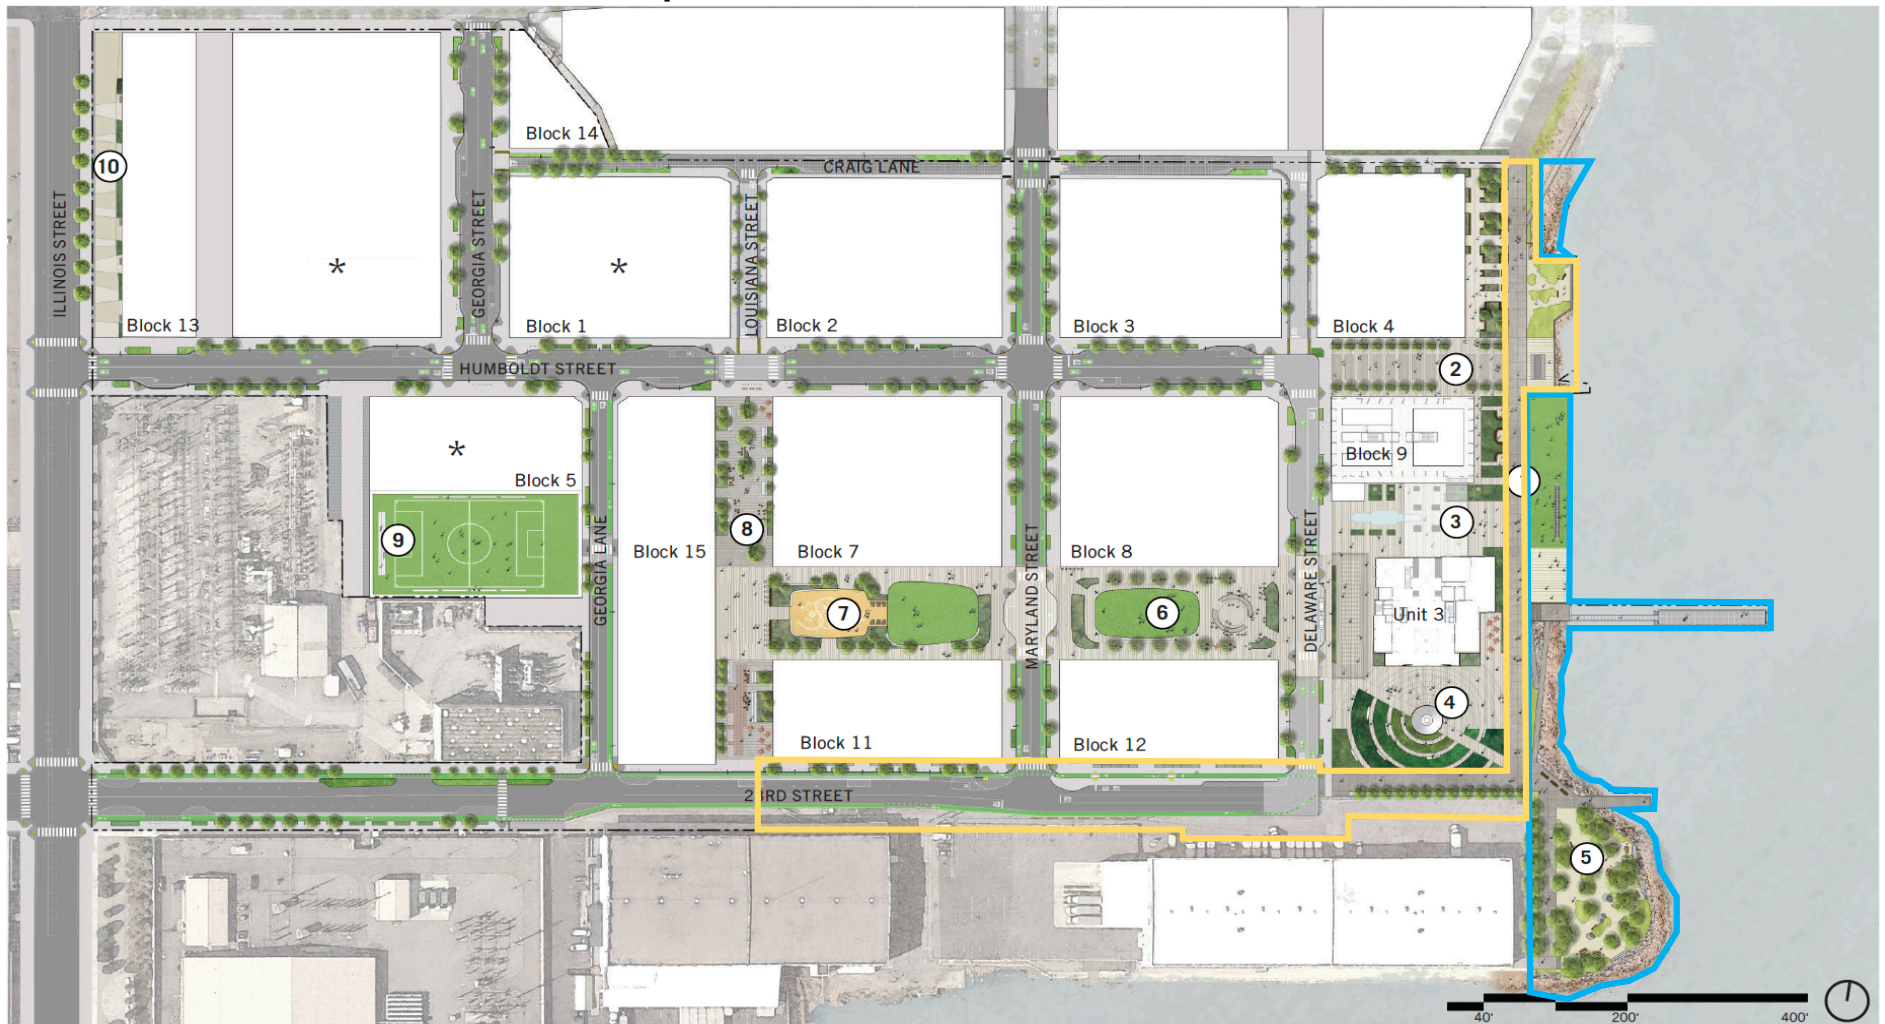 Block 14
CRAIG LANE
10
ILLINOIS STREET
GEORGIA STREET
LOUISIANA STREET
*
*
Block 13
Block 1
Block 2
Block 3
Block 4
HUMBOLDT STREET
2
*
Block 5
Block 9
1
3
9
GEORGIA LANE
Block 15
8
Block 7
MARYLAND STREET
Block 8
DELAWARE STREET
7
6
Unit 3
4
Block 11
Block 12
23RD STREET
5
40'
200'
400'